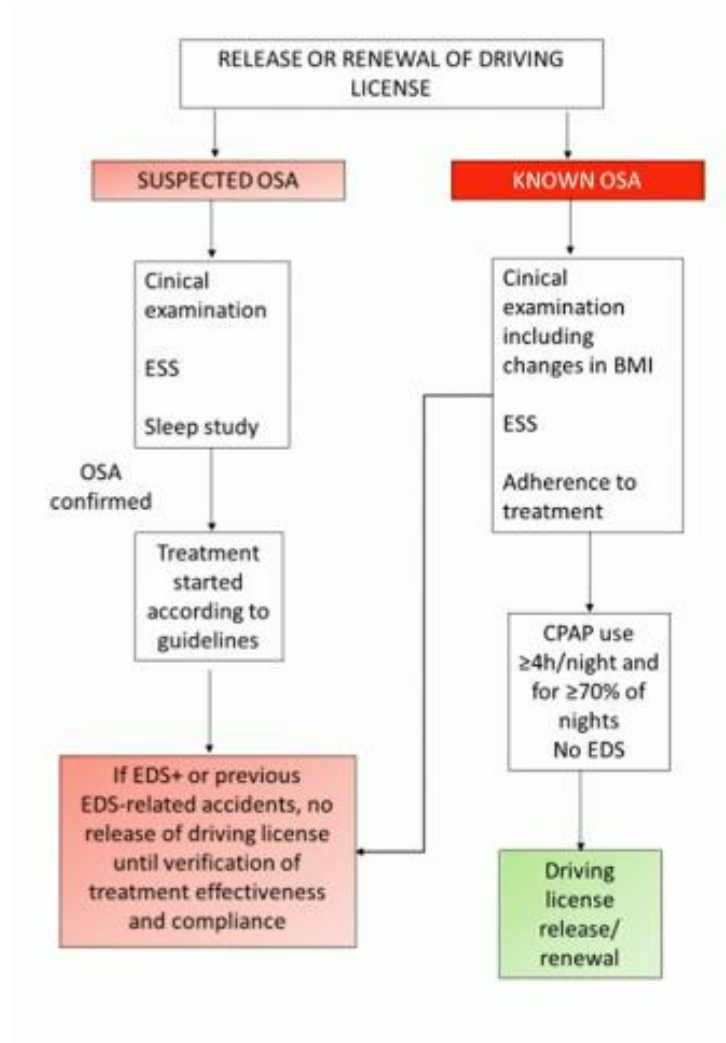 RELEASE OR RENEWAL OF DRIVING
LICENSE
SUSPECTED OSA
KNOWN OSA
Cinical
examination
ESS
Sleep study
OSA
confirmed
Treatment
started
according to
guidelines
If EDS+ or previous
EDS-related accidents, no
release of driving license
until verification of
treatment effectiveness
and compliance
Cinical
examination
including
changes in BMI
ESS
Adherence to
treatment
CPAP use
≥4h/night and
for ≥70% of
nights
No EDS
Driving
license
release/
renewal